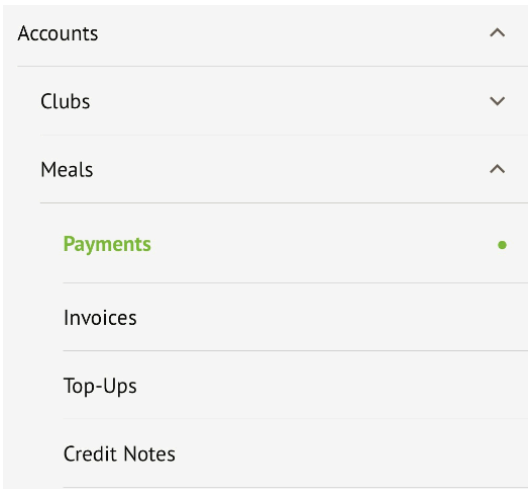 Accounts
Clubs
Meals
Payments
Invoices
Top-Ups
Credit Notes